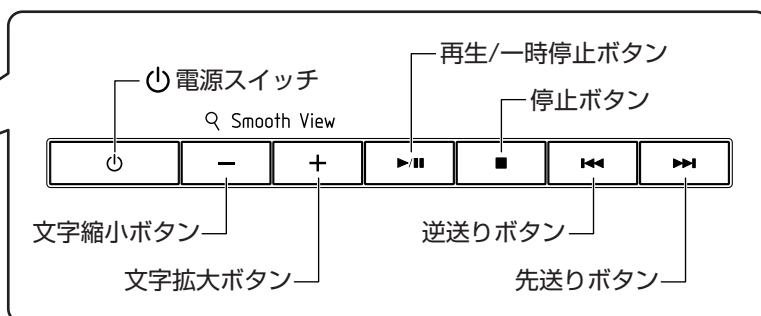 再生/一時停止ボタン
電源スイッチ
停止ボタン
Smooth View
文字縮小ボタン
逆送りボタン
文字拡大ボタン
先送りボタン